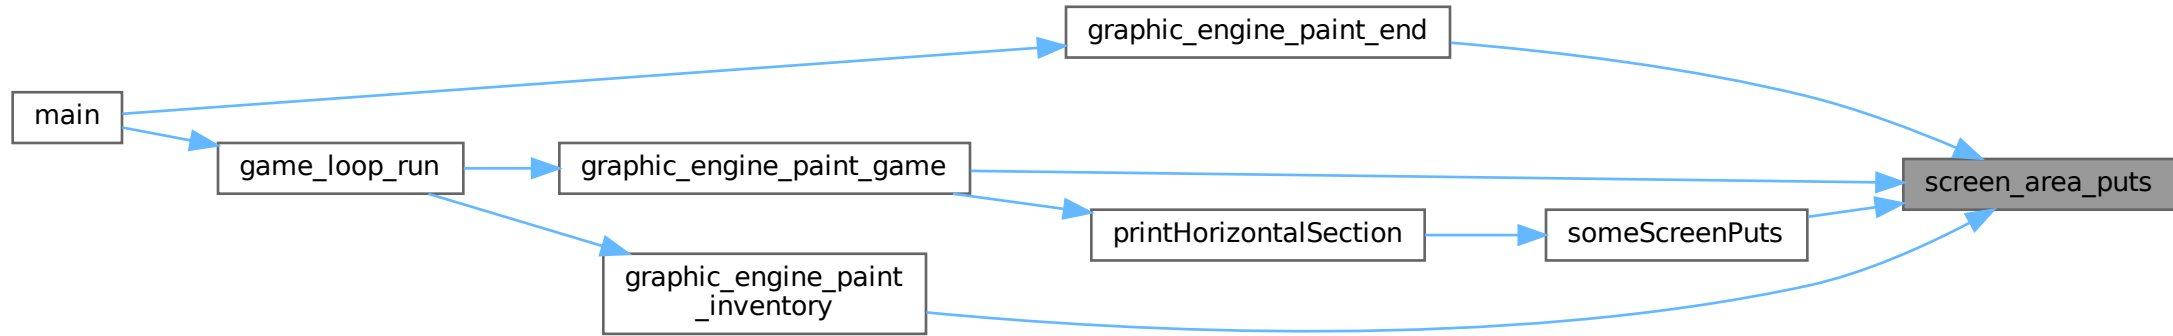 graphic_engine_paint_end
main
game_loop_run
graphic_engine_paint_game
screen_area_puts
printHorizontalSection
someScreenPuts
graphic_engine_paint
_inventory